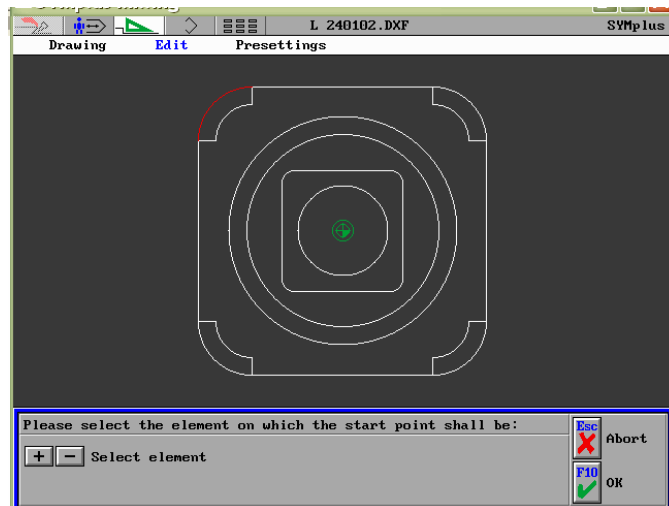 L 240102.DXF
SYMplus
Drawing Edit Presettings
Please select the element on which the start point shall be:
+ - Select element
Esc
Abort
F10
OK